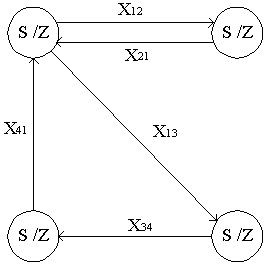 X12
S /Z S /Z
X21
X41 X13
X34
S /Z S /Z